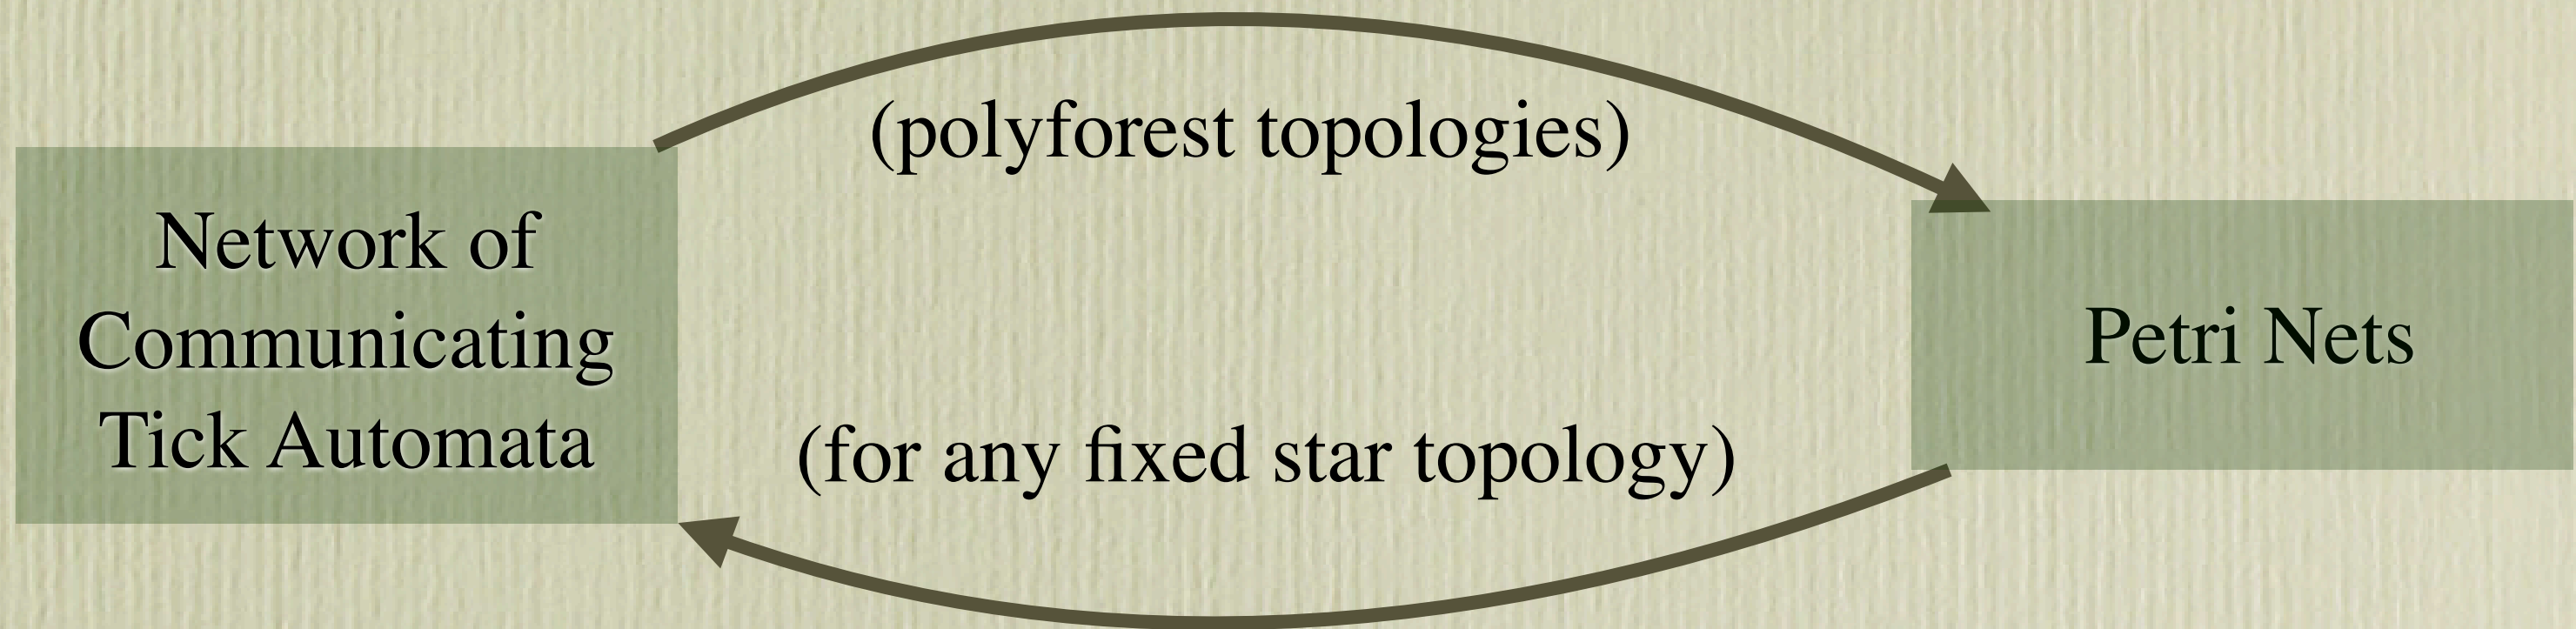 (polyforest topologies)
Network of
Communicating
Tick Automata
Petri Nets
(for any fixed star topology)